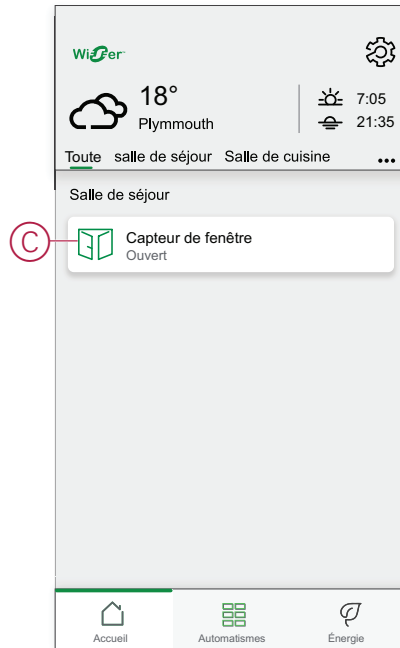 Wiser
18°
Plymmouth
7:05
21:35
Toute salle de séjour Salle de cuisine ...
Salle de séjour
C
Capteur de fenêtre
Ouvert
Accueil Automatismes Énergie